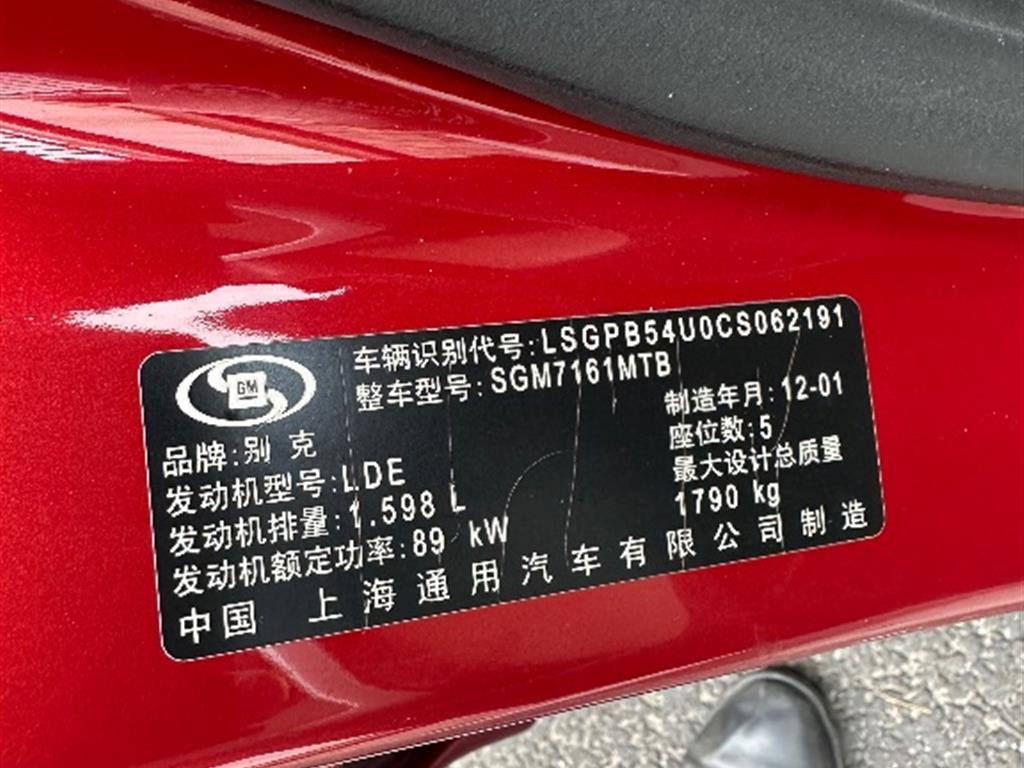 GM
车辆识别代号:LSGPB54U0CS062191
整车型号:SGM7161MTB
品牌:别克
制造年月:12-01
发动机型号:LDE
座位数:5
发动机排量:1.598 L
最大设计总质量
1790 kg
发动机额定功率:89 kW
中国 上海通用汽车有限公司制造